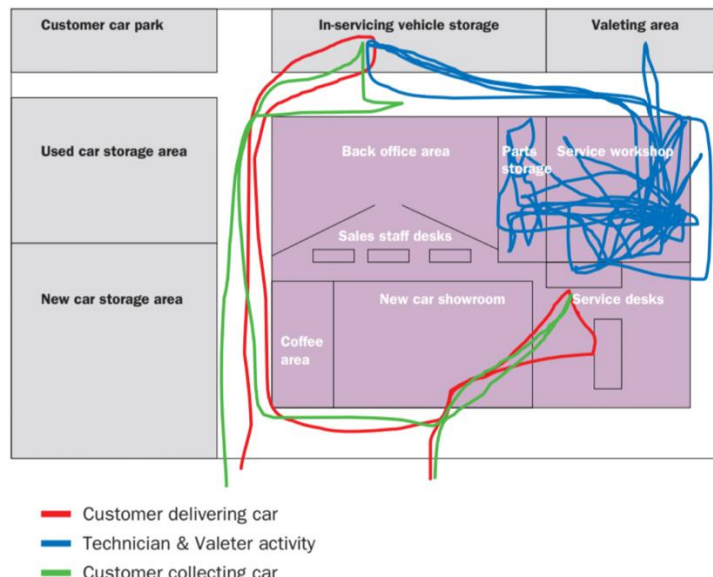 Customer car park
In-servicing vehicle storage
Valeting area
Used car storage area
Back office area
Parts
storage
Service workshop
Sales staff desks
New car storage area
New car showroom
Service desks
Coffee
area
Customer delivering car
Technician & Valeter activity
Customer collecting car